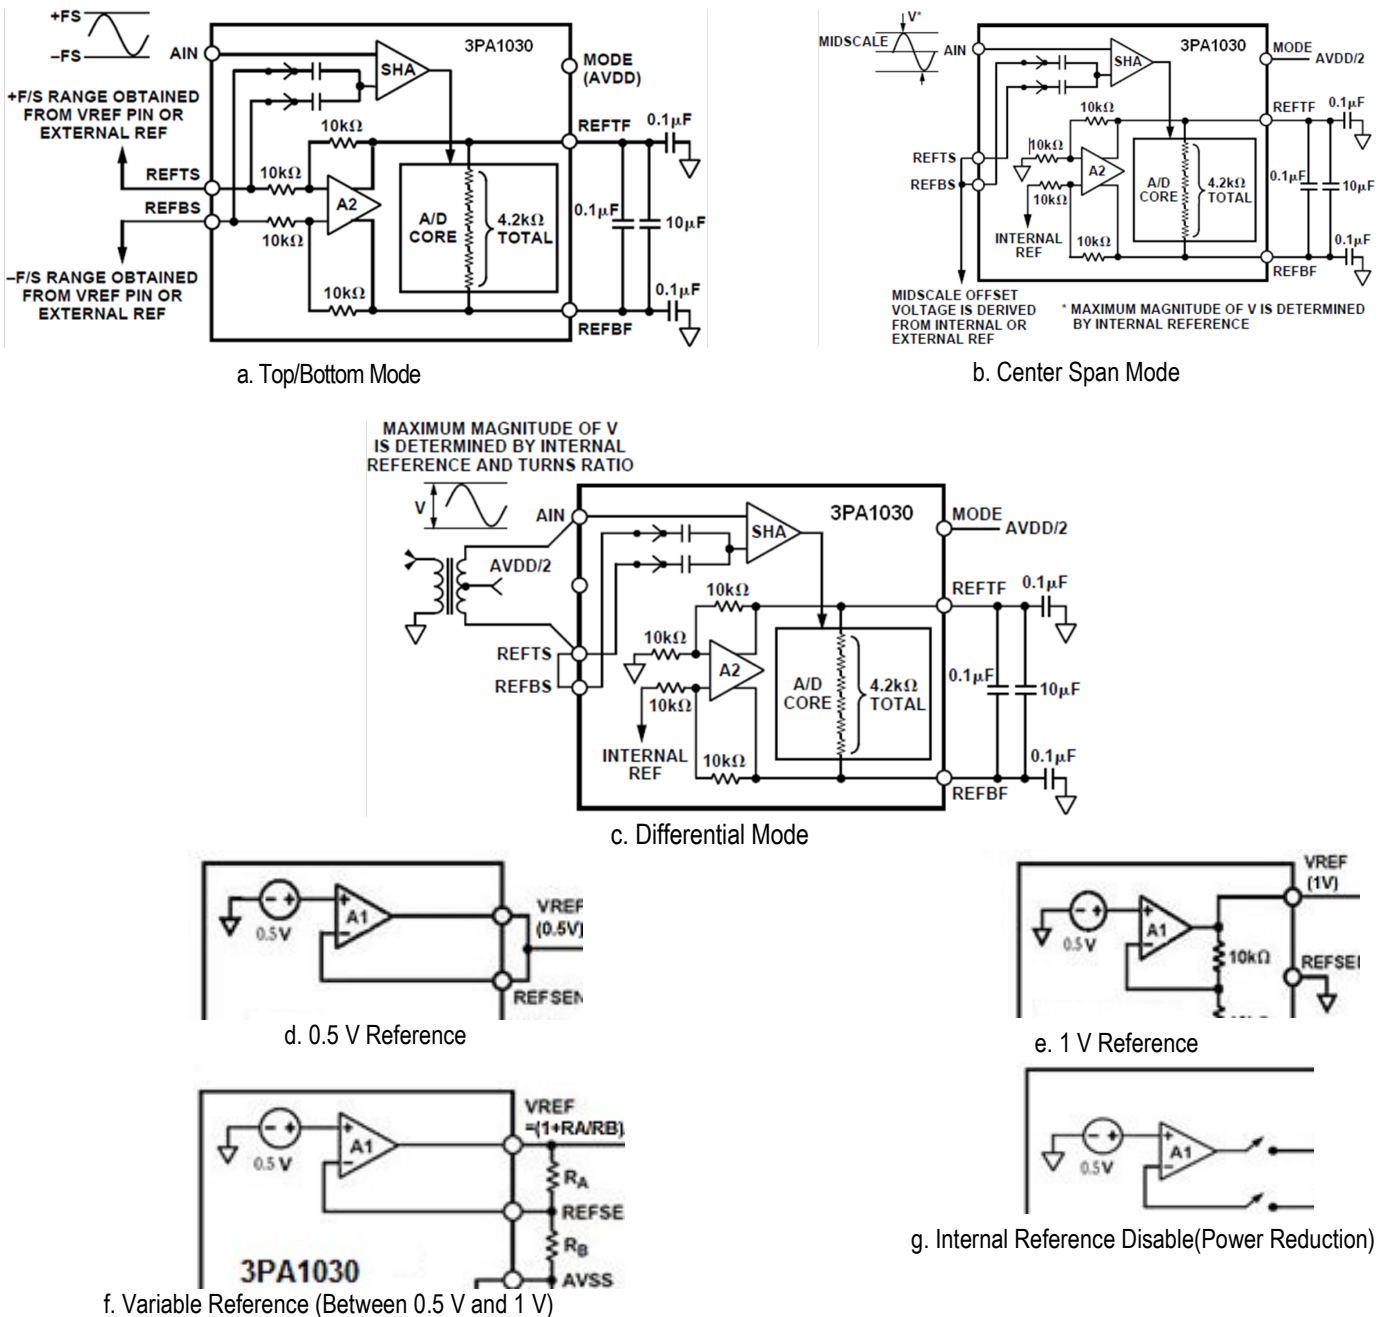 +FS
–FS
AIN
3PA1030
SHA
MODE
(AVDD)
+F/S RANGE OBTAINED
FROM VREF PIN OR
EXTERNAL REF
10kΩ
REFTF
0.1µF
REFTS
10kΩ
REFBS
A2
10kΩ
A/D
CORE
4.2kΩ
TOTAL
0.1µF
10µF
–F/S RANGE OBTAINED
FROM VREF PIN OR
EXTERNAL REF
10kΩ
0.1µF
REFBF
a. Top/Bottom Mode
V*
MIDSCALE
AIN
3PA1030
SHA
MODE
AVDD/2
10kΩ
REFTF
0.1µF
10kΩ
REFTS
REFBS
A2
10kΩ
A/D
CORE
4.2kΩ
TOTAL
0.1µF
10µF
INTERNAL
REF
10kΩ
0.1µF
REFBF
MIDSCALE OFFSET
VOLTAGE IS DERIVED
FROM INTERNAL OR
EXTERNAL REF
* MAXIMUM MAGNITUDE OF V IS DETERMINED
BY INTERNAL REFERENCE
b. Center Span Mode
MAXIMUM MAGNITUDE OF V
IS DETERMINED BY INTERNAL
REFERENCE AND TURNS RATIO
V
AIN
3PA1030
SHA
MODE
AVDD/2
AVDD/2
10kΩ
REFTF
0.1µF
10kΩ
REFTS
REFBS
A2
10kΩ
A/D
CORE
4.2kΩ
TOTAL
0.1µF
10µF
INTERNAL
REF
10kΩ
0.1µF
REFBF
c. Differential Mode
- +
+
A1
–
0.5 V
VREF
(0.5V)
REFSEN
d. 0.5 V Reference
- +
+
A1
–
0.5 V
VREF
(1V)
10kΩ
REFSE
e. 1 V Reference
- +
+
A1
–
0.5 V
VREF
=(1+RA/RB)
RA
REFSE
RB
AVSS
3PA1030
f. Variable Reference (Between 0.5 V and 1 V)
- +
+
A1
–
0.5 V
g. Internal Reference Disable(Power Reduction)